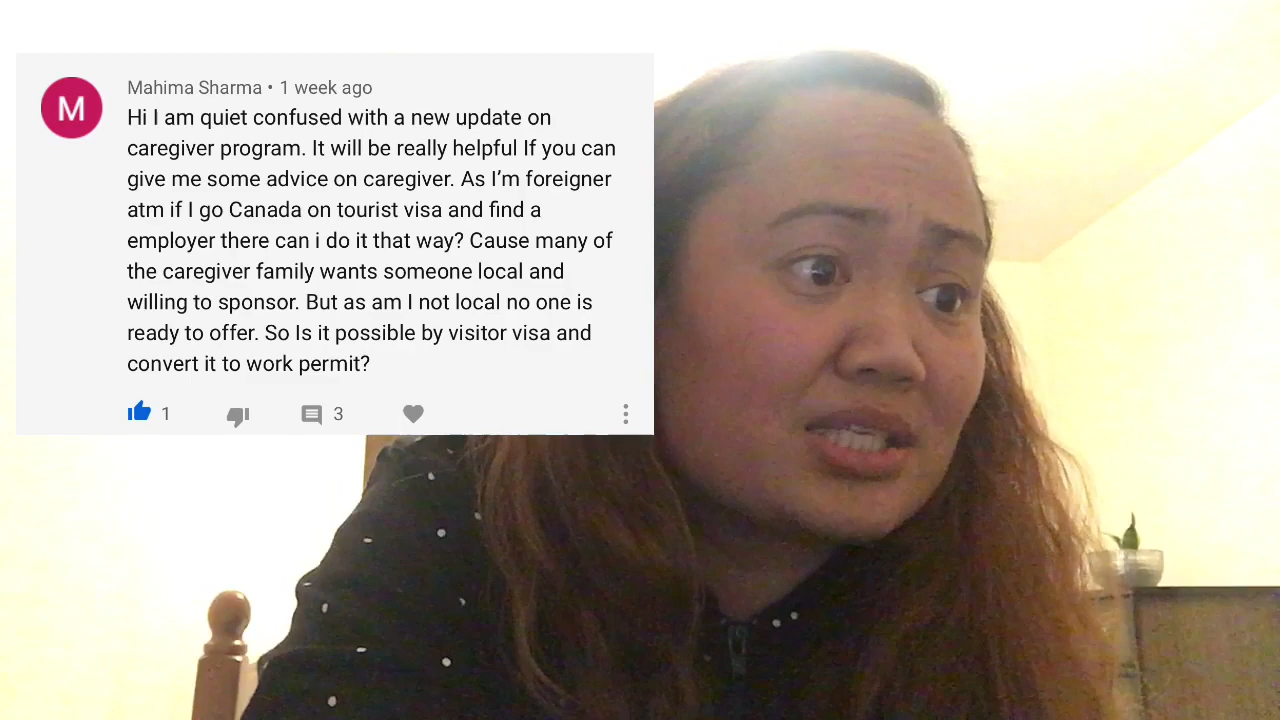 M
Mahima Sharma • 1 week ago
Hi I am quiet confused with a new update on
caregiver program. It will be really helpful If you can
give me some advice on caregiver. As I’m foreigner
atm if I go Canada on tourist visa and find a
employer there can i do it that way? Cause many of
the caregiver family wants someone local and
willing to sponsor. But as am I not local no one is
ready to offer. So Is it possible by visitor visa and
convert it to work permit?
1 3